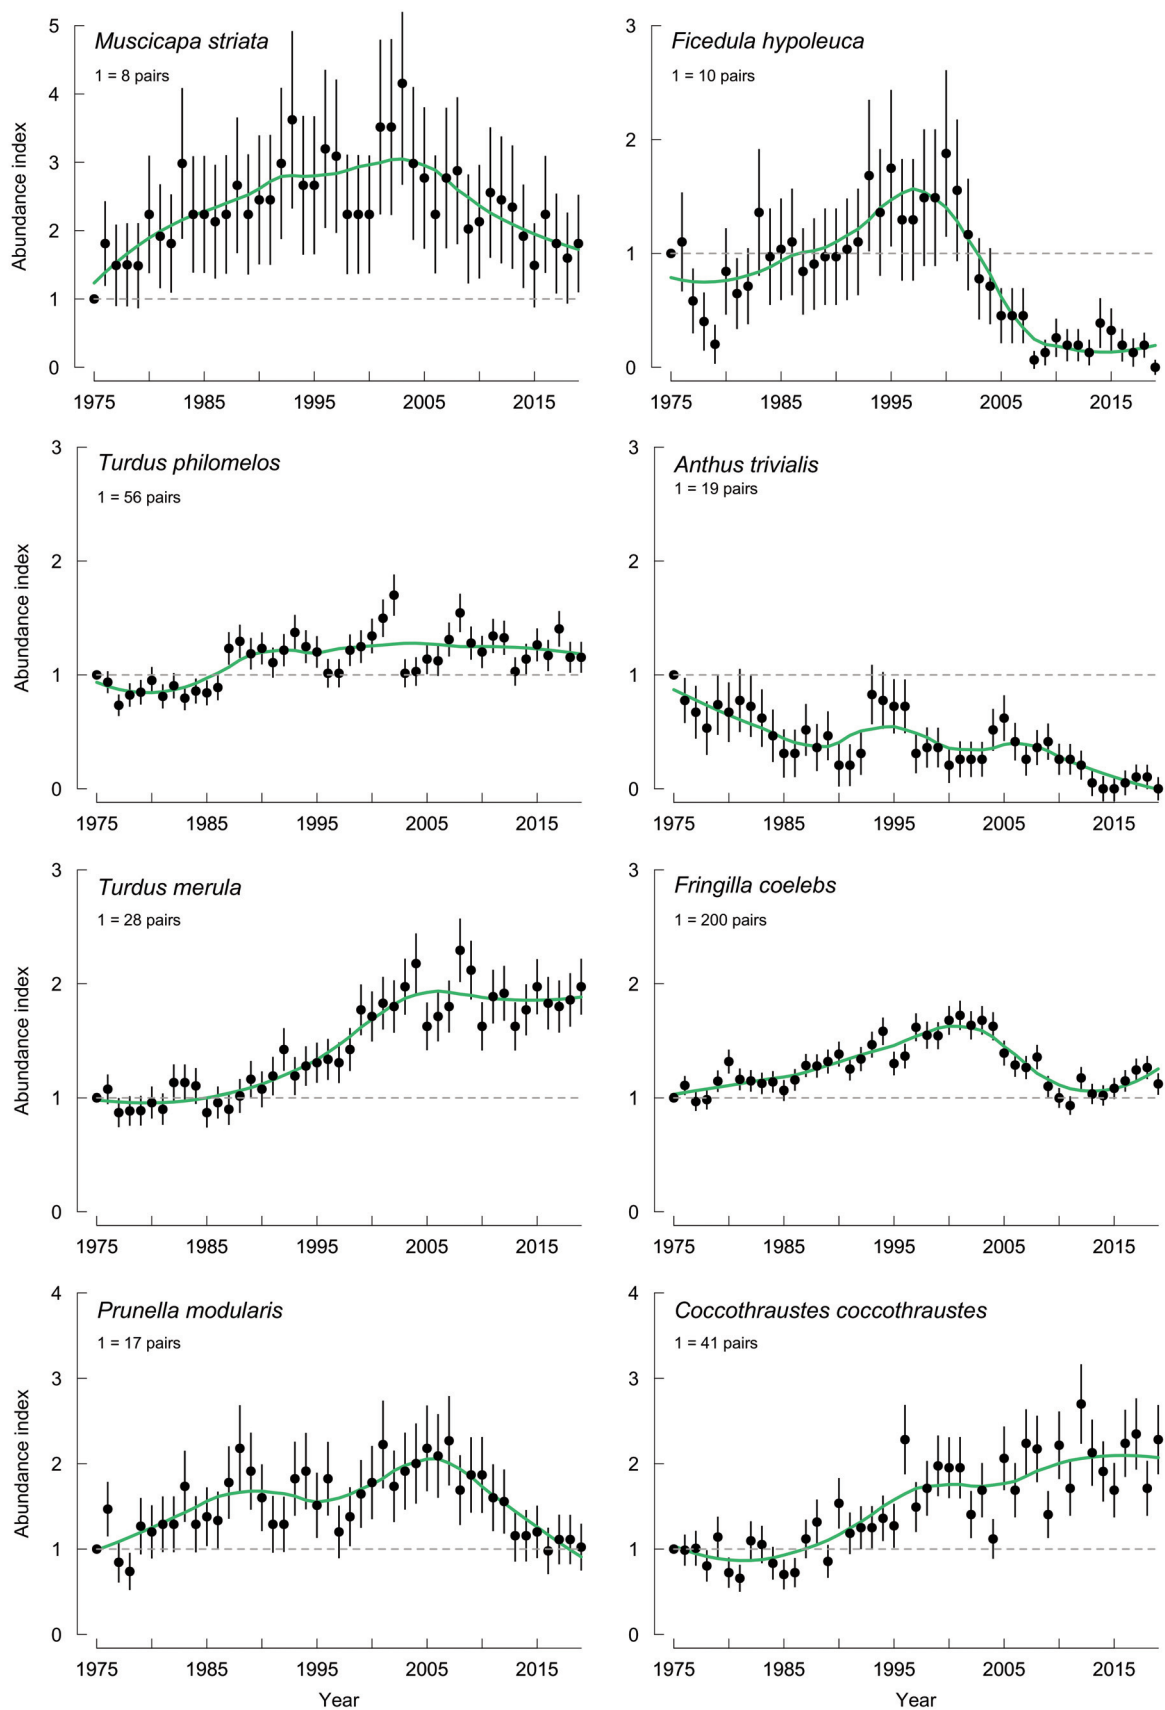 Muscicapa striata
1 = 8 pairs
Abundance index
5
4
3
2
1
0
1975 1985 1995 2005 2015
Ficedula hypoleuca
1 = 10 pairs
3
2
1
0
1975 1985 1995 2005 2015
Turdus philomelos
1 = 56 pairs
Abundance index
3
2
1
0
1975 1985 1995 2005 2015
Anthus trivialis
1 = 19 pairs
3
2
1
0
1975 1985 1995 2005 2015
Turdus merula
1 = 28 pairs
Abundance index
3
2
1
0
1975 1985 1995 2005 2015
Fringilla coelebs
1 = 200 pairs
3
2
1
0
1975 1985 1995 2005 2015
Prunella modularis
1 = 17 pairs
Abundance index
4
3
2
1
0
1975 1985 1995 2005 2015
Year
Coccothraustes coccothraustes
1 = 41 pairs
4
3
2
1
0
1975 1985 1995 2005 2015
Year